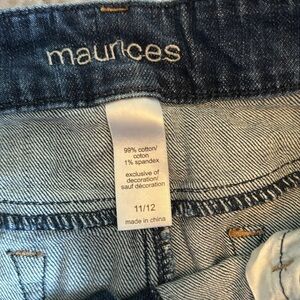 maurices
99% cotton/
coton
1% spandex
exclusive of
decoration/
sauf décoration
11/12
made in china